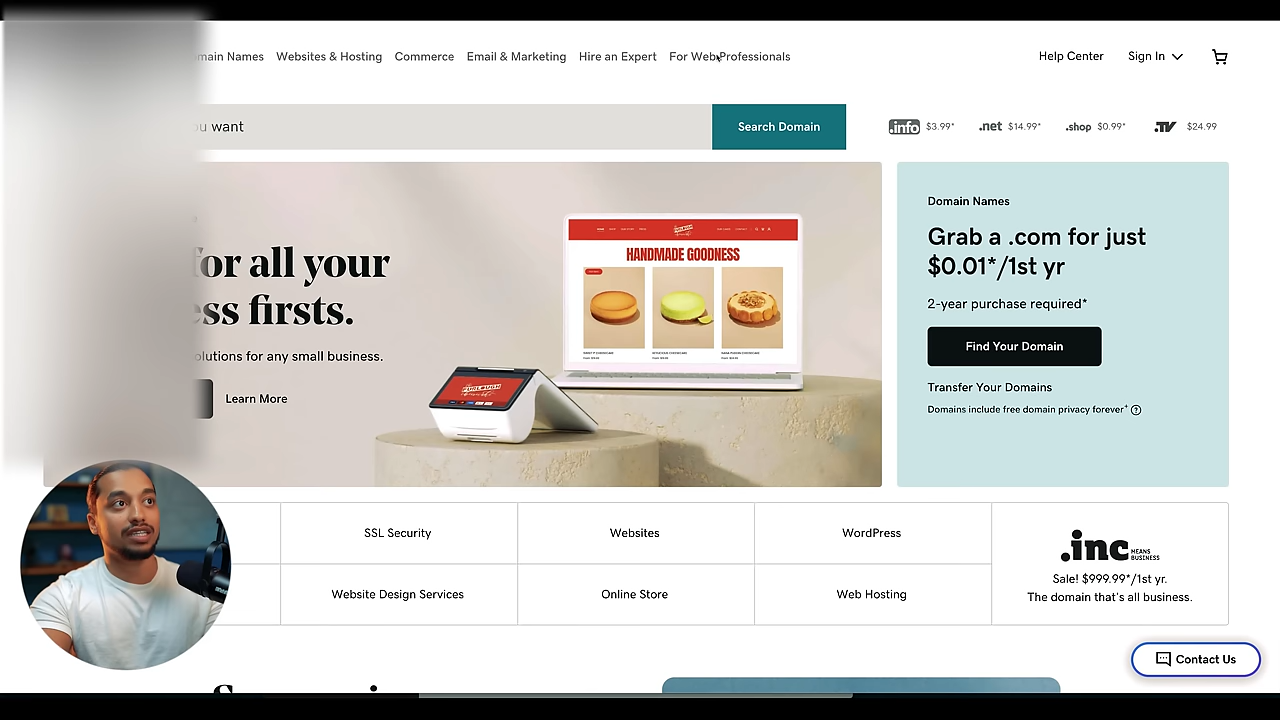 main Names Websites & Hosting Commerce Email & Marketing Hire an Expert For Web Professionals Help Center Sign In
ou want Search Domain .info $3.99* .net $14.99* .shop $0.99* .TV $24.99
for all your
ess firsts.
olutions for any small business.
Learn More
HANDMADE GOODNESS
Domain Names
Grab a .com for just
$0.01*/1st yr
2-year purchase required*
Find Your Domain
Transfer Your Domains
Domains include free domain privacy forever⁺
SSL Security Websites WordPress
.inc MEANS BUSINESS
Sale! $999.99*/1st yr.
The domain that's all business.
Website Design Services Online Store Web Hosting
Contact Us